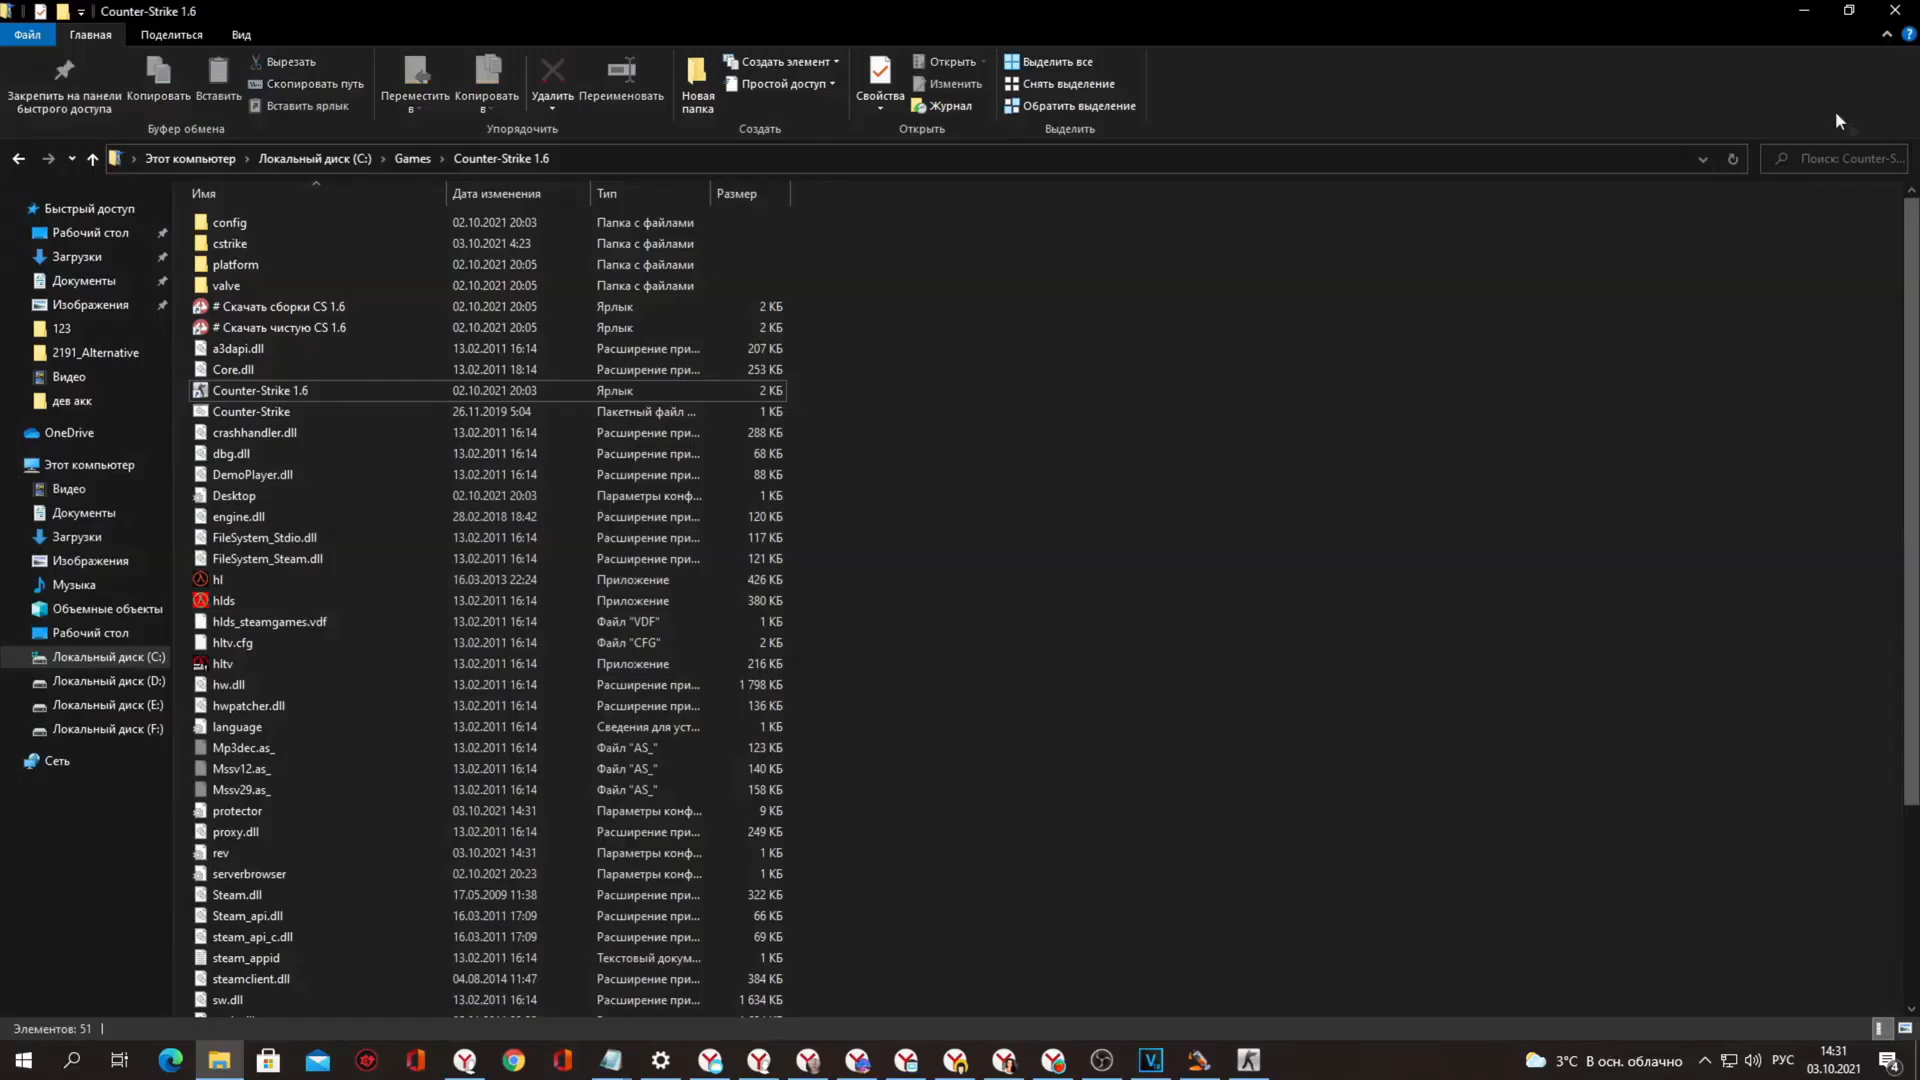 Counter-Strike 1.6
Файл Главная Поделиться Вид
Закрепить на панели быстрого доступа
Копировать
Вставить
Вырезать
Скопировать путь
Вставить ярлык
Буфер обмена
Переместить в
Копировать в
Удалить
Переименовать
Упорядочить
Новая папка
Создать элемент
Простой доступ
Создать
Свойства
Открыть
Изменить
Журнал
Открыть
Выделить все
Снять выделение
Обратить выделение
Выделить
Этот компьютер › Локальный диск (C:) › Games › Counter-Strike 1.6
Поиск: Counter-S...
Быстрый доступ
Рабочий стол
Загрузки
Документы
Изображения
123
2191_Alternative
Видео
дев акк
OneDrive
Этот компьютер
Видео
Документы
Загрузки
Изображения
Музыка
Объемные объекты
Рабочий стол
Локальный диск (C:)
Локальный диск (D:)
Локальный диск (E:)
Локальный диск (F:)
Сеть
Имя Дата изменения Тип Размер
config 02.10.2021 20:03 Папка с файлами
cstrike 03.10.2021 4:23 Папка с файлами
platform 02.10.2021 20:05 Папка с файлами
valve 02.10.2021 20:05 Папка с файлами
# Скачать сборки CS 1.6 02.10.2021 20:05 Ярлык 2 КБ
# Скачать чистую CS 1.6 02.10.2021 20:05 Ярлык 2 КБ
a3dapi.dll 13.02.2011 16:14 Расширение при... 207 КБ
Core.dll 13.02.2011 18:14 Расширение при... 253 КБ
Counter-Strike 1.6 02.10.2021 20:03 Ярлык 2 КБ
Counter-Strike 26.11.2019 5:04 Пакетный файл ... 1 КБ
crashhandler.dll 13.02.2011 16:14 Расширение при... 288 КБ
dbg.dll 13.02.2011 16:14 Расширение при... 68 КБ
DemoPlayer.dll 13.02.2011 16:14 Расширение при... 88 КБ
Desktop 02.10.2021 20:03 Параметры конф... 1 КБ
engine.dll 28.02.2018 18:42 Расширение при... 120 КБ
FileSystem_Stdio.dll 13.02.2011 16:14 Расширение при... 117 КБ
FileSystem_Steam.dll 13.02.2011 16:14 Расширение при... 121 КБ
hl 16.03.2013 22:24 Приложение 426 КБ
hlds 13.02.2011 16:14 Приложение 380 КБ
hlds_steamgames.vdf 13.02.2011 16:14 Файл "VDF" 1 КБ
hltv.cfg 13.02.2011 16:14 Файл "CFG" 2 КБ
hltv 13.02.2011 16:14 Приложение 216 КБ
hw.dll 13.02.2011 16:14 Расширение при... 1 798 КБ
hwpatcher.dll 13.02.2011 16:14 Расширение при... 136 КБ
language 13.02.2011 16:14 Сведения для уст... 1 КБ
Mp3dec.as_ 13.02.2011 16:14 Файл "AS_" 123 КБ
Mssv12.as_ 13.02.2011 16:14 Файл "AS_" 140 КБ
Mssv29.as_ 13.02.2011 16:14 Файл "AS_" 158 КБ
protector 03.10.2021 14:31 Параметры конф... 9 КБ
proxy.dll 13.02.2011 16:14 Расширение при... 249 КБ
rev 03.10.2021 14:31 Параметры конф... 1 КБ
serverbrowser 02.10.2021 20:23 Параметры конф... 1 КБ
Steam.dll 17.05.2009 11:38 Расширение при... 322 КБ
Steam_api.dll 16.03.2011 17:09 Расширение при... 66 КБ
steam_api_c.dll 16.03.2011 17:09 Расширение при... 69 КБ
steam_appid 13.02.2011 16:14 Текстовый докум... 1 КБ
steamclient.dll 04.08.2014 11:47 Расширение при... 384 КБ
sw.dll 13.02.2011 16:14 Расширение при... 1 634 КБ
Элементов: 51
3°C В осн. облачно
РУС
14:31
03.10.2021
4